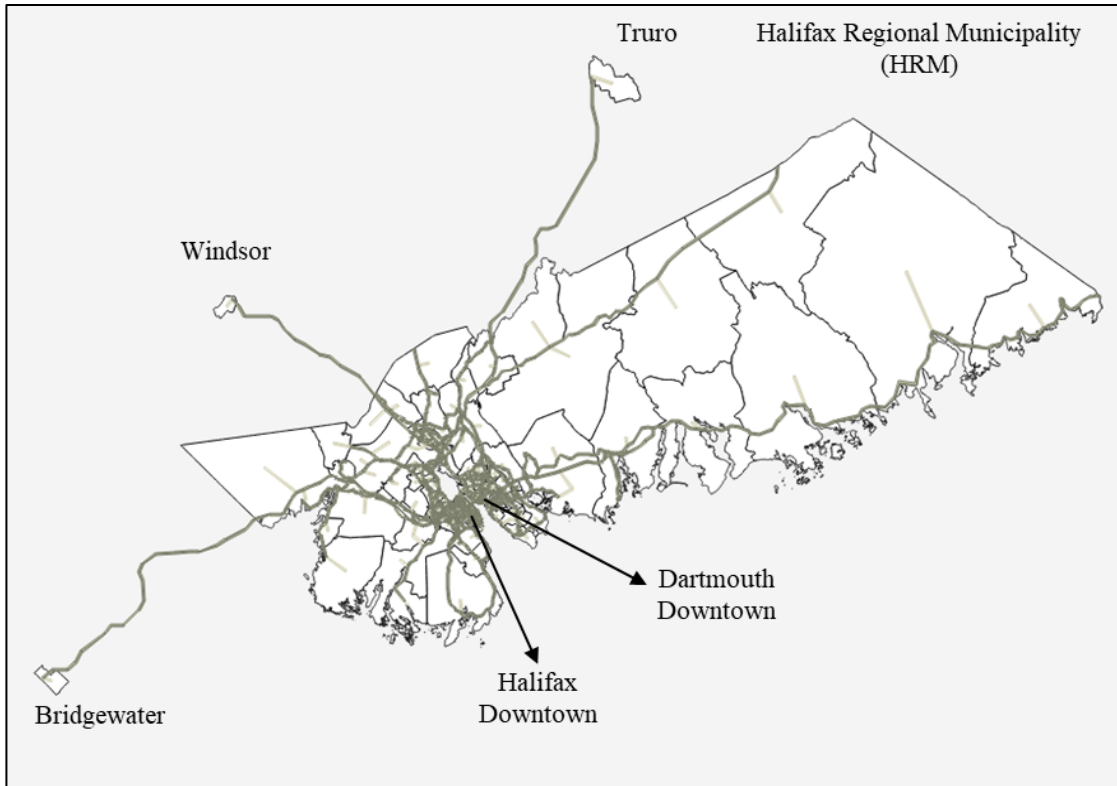 Truro
Halifax Regional Municipality
(HRM)
Windsor
Dartmouth
Downtown
Halifax
Downtown
Bridgewater